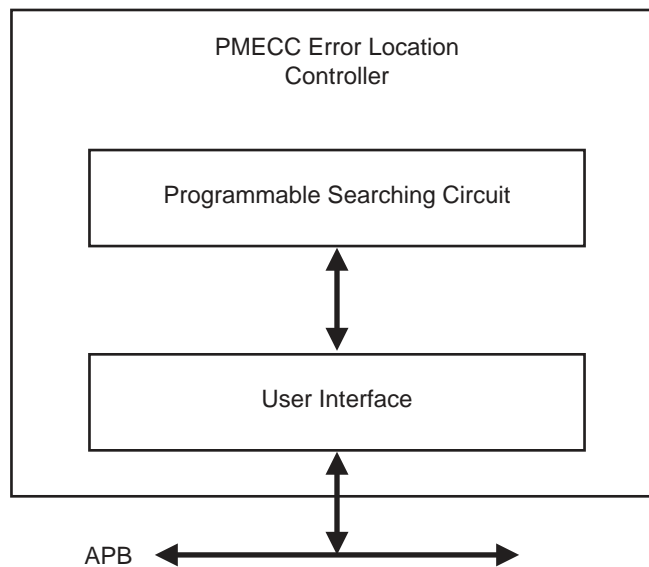 PMECC Error Location
Controller
Programmable Searching Circuit
User Interface
APB